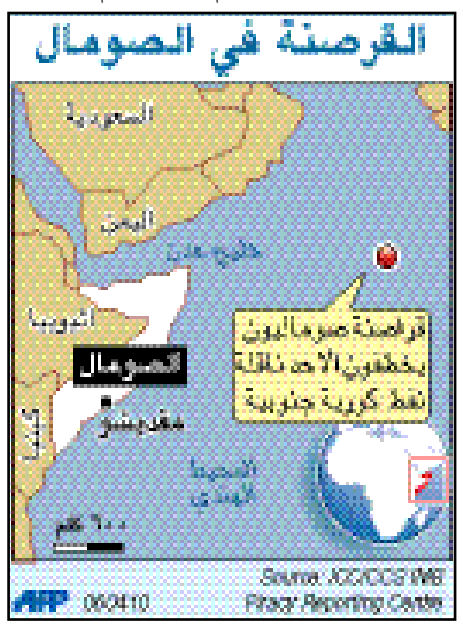 القرصنة في الصومال
السعودية
اليمن
خليج عدن
اثيوبيا
قراصنة صوماليون
يخطفون الاحد ناقلة
نفط كورية جنوبية
الصومال
مقديشو
كينيا
المحيط
الهندي
٦٠٠ كلم
Source: ICC/CCS IMB
Piracy Reporting Centre
AFP 060410